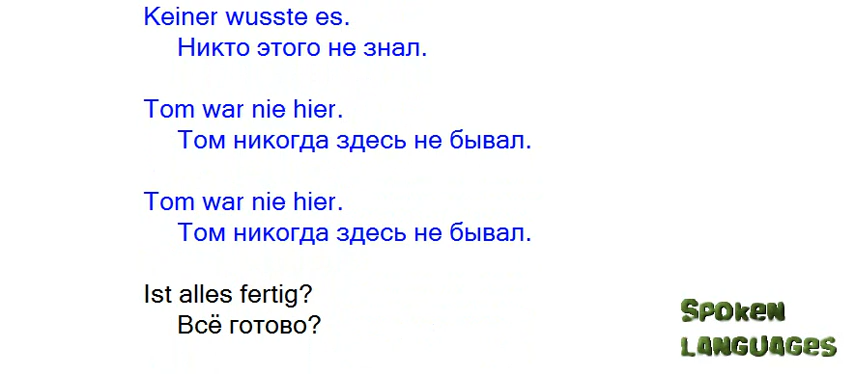 Keiner wusste es.
Никто этого не знал.
Tom war nie hier.
Том никогда здесь не бывал.
Tom war nie hier.
Том никогда здесь не бывал.
Ist alles fertig?
Всё готово?
Spoken
Languages